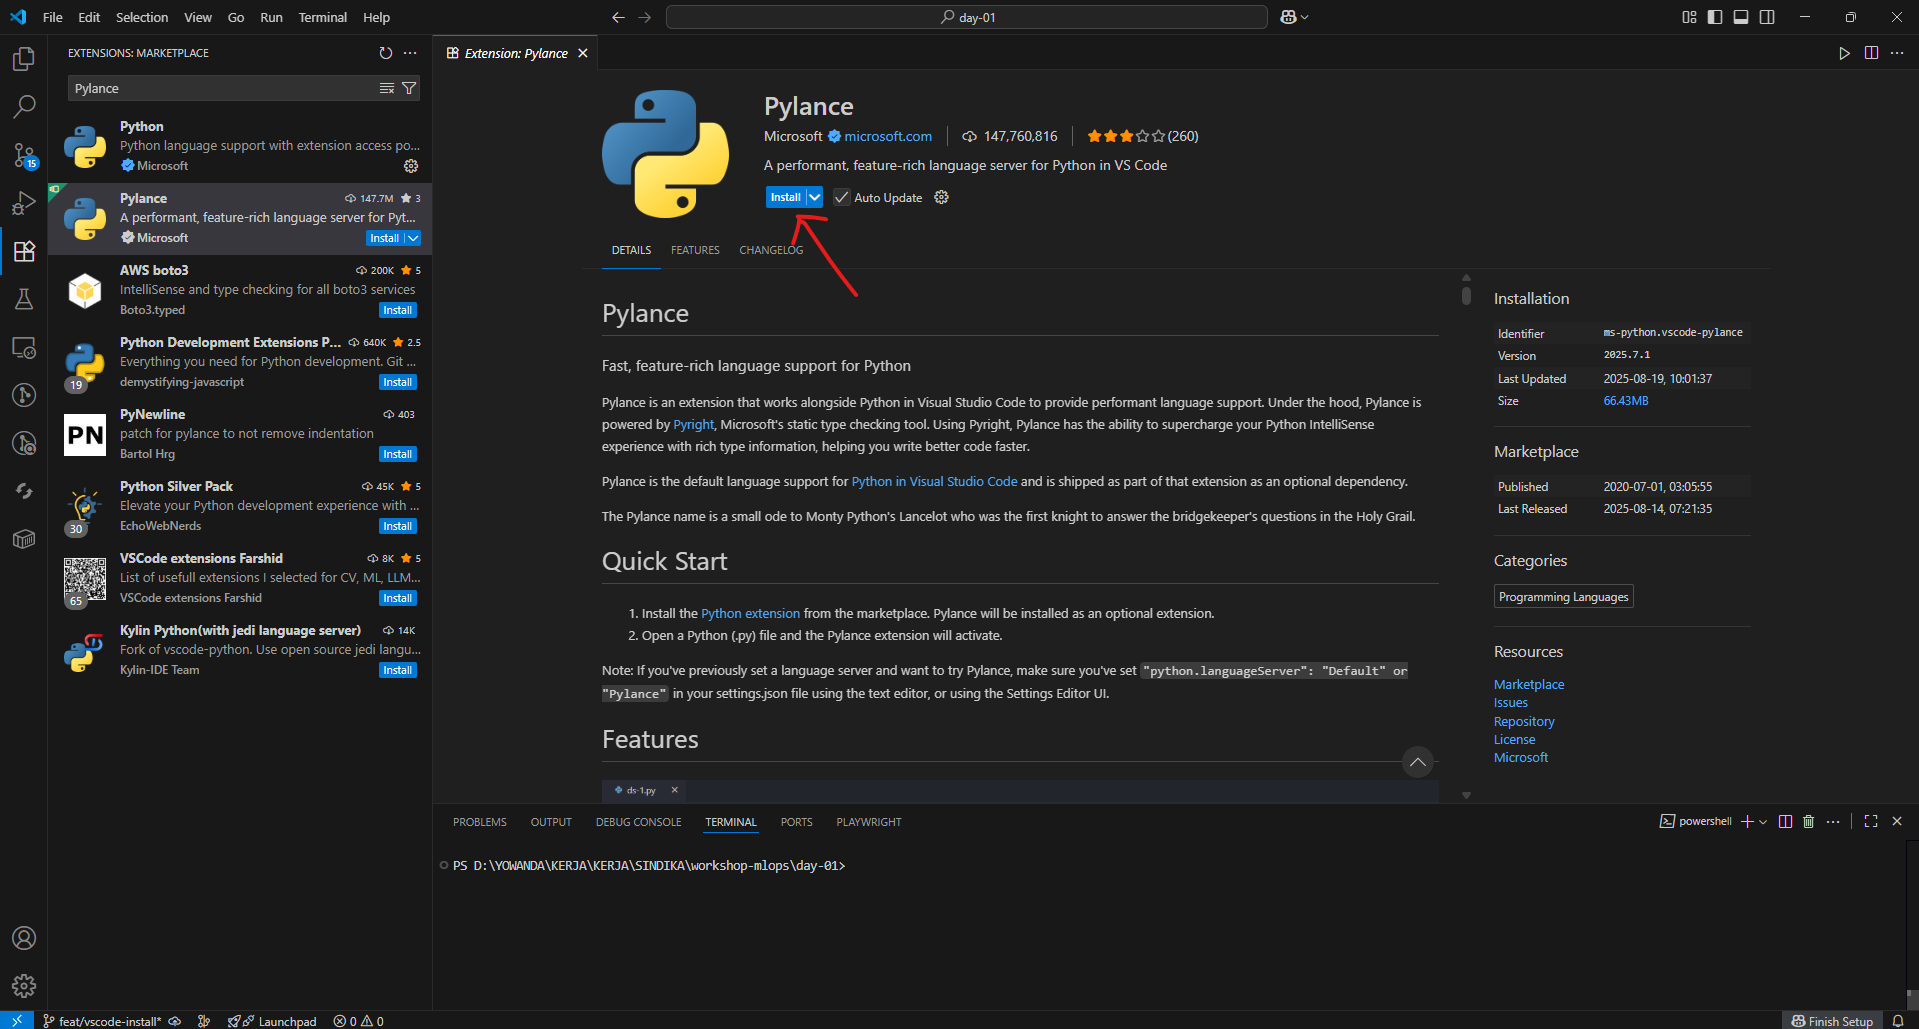 File Edit Selection View Go Run Terminal Help
day-01
EXTENSIONS: MARKETPLACE
Pylance
Python
Python language support with extension access po...
Microsoft
Pylance 147.7M 3
A performant, feature-rich language server for Pyt...
Microsoft Install
AWS boto3 200K 5
IntelliSense and type checking for all boto3 services
Boto3.typed Install
Python Development Extensions P... 640K 2.5
Everything you need for Python development. Git ...
demystifying-javascript Install
19
PyNewline 403
PN
patch for pylance to not remove indentation
Bartol Hrg Install
Python Silver Pack 45K 5
Elevate your Python development experience with ...
EchoWebNerds Install
30
VSCode extensions Farshid 8K 5
List of usefull extensions I selected for CV, ML, LLM...
VSCode extensions Farshid Install
65
Kylin Python(with jedi language server) 14K
Fork of vscode-python. Use open source jedi langu...
Kylin-IDE Team Install
15
Extension: Pylance
Pylance
Microsoft microsoft.com 147,760,816 (260)
A performant, feature-rich language server for Python in VS Code
Install Auto Update
DETAILS FEATURES CHANGELOG
Pylance
Fast, feature-rich language support for Python
Pylance is an extension that works alongside Python in Visual Studio Code to provide performant language support. Under the hood, Pylance is
powered by Pyright, Microsoft's static type checking tool. Using Pyright, Pylance has the ability to supercharge your Python IntelliSense
experience with rich type information, helping you write better code faster.
Pylance is the default language support for Python in Visual Studio Code and is shipped as part of that extension as an optional dependency.
The Pylance name is a small ode to Monty Python's Lancelot who was the first knight to answer the bridgekeeper's questions in the Holy Grail.
Quick Start
1. Install the Python extension from the marketplace. Pylance will be installed as an optional extension.
2. Open a Python (.py) file and the Pylance extension will activate.
Note: If you've previously set a language server and want to try Pylance, make sure you've set "python.languageServer": "Default" or
"Pylance" in your settings.json file using the text editor, or using the Settings Editor UI.
Features
ds-1.py
Installation
Identifier ms-python.vscode-pylance
Version 2025.7.1
Last Updated 2025-08-19, 10:01:37
Size 66.43MB
Marketplace
Published 2020-07-01, 03:05:55
Last Released 2025-08-14, 07:21:35
Categories
Programming Languages
Resources
Marketplace
Issues
Repository
License
Microsoft
PROBLEMS OUTPUT DEBUG CONSOLE TERMINAL PORTS PLAYWRIGHT
powershell
PS D:\YOWANDA\KERJA\KERJA\SINDIKA\workshop-mlops\day-01>
feat/vscode-install* Launchpad 0 0
Finish Setup